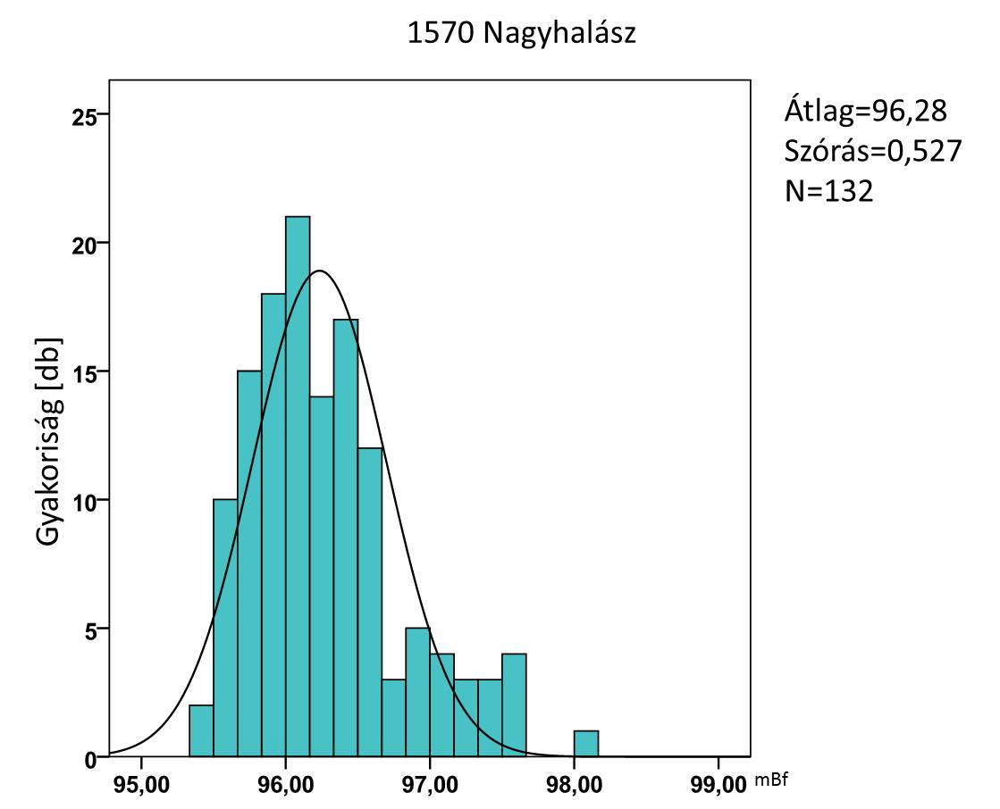 1570 Nagyhalász
Átlag=96,28
Szórás=0,527
N=132
Gyakoriság [db]
25
20
15
10
5
0
95,00 96,00 97,00 98,00 99,00 mBf